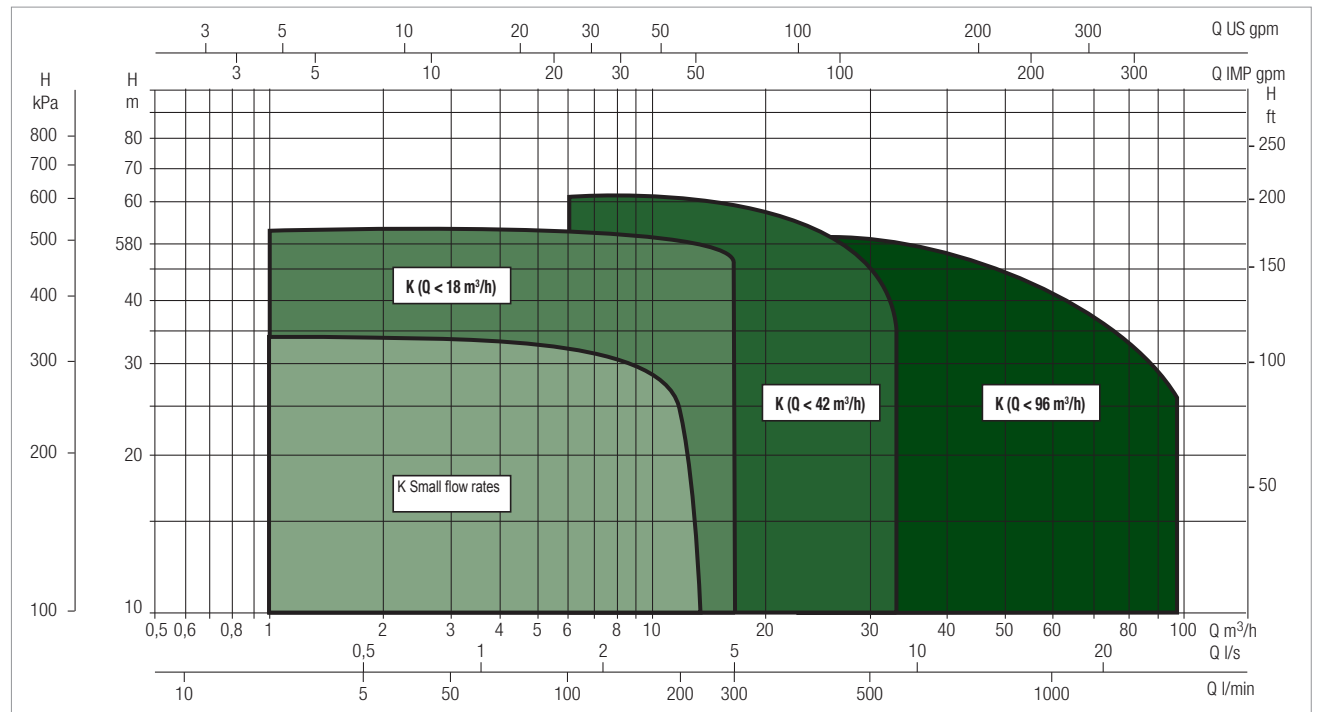 3 5 10 20 30 50 100 200 300 Q US gpm
3 5 10 20 30 50 100 200 300 Q IMP gpm
H kPa
800
700
600
500
400
300
200
100
H m
80
70
60
580
40
30
20
10
H ft
250
200
150
100
50
K (Q < 18 m³/h)
K (Q < 42 m³/h)
K (Q < 96 m³/h)
K Small flow rates
0,5 0,6 0,8 1 2 3 4 5 6 8 10 20 30 40 50 60 80 100 Q m³/h
0,5 1 2 5 10 20 Q l/s
10 5 50 100 200 300 500 1000 Q l/min